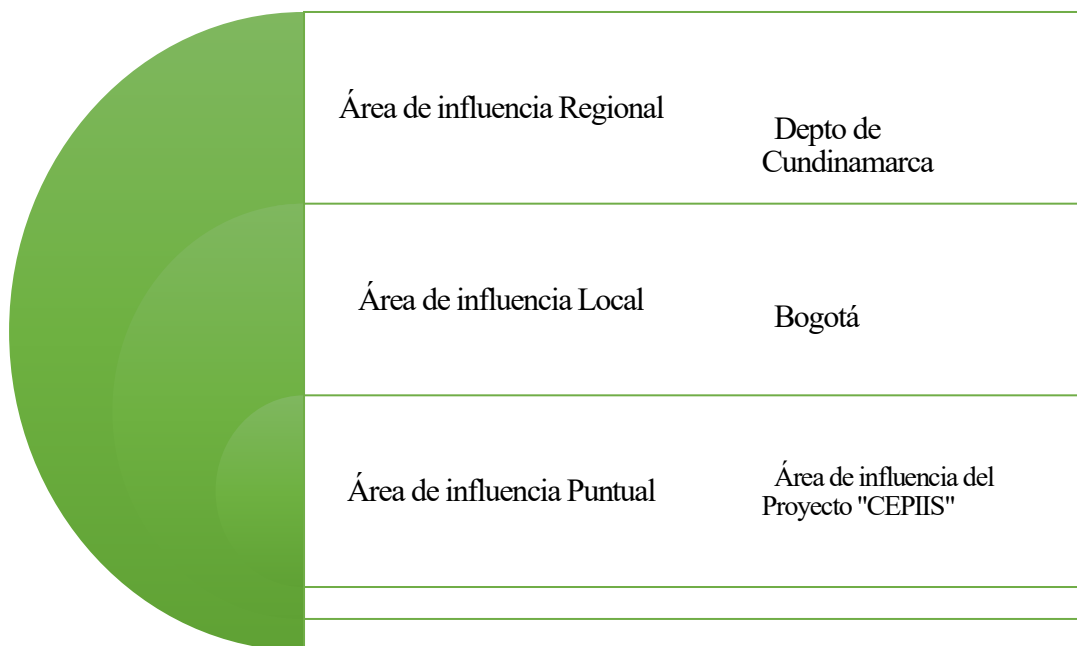 Área de influencia Regional
Depto de
Cundinamarca
Área de influencia Local
Bogotá
Área de influencia Puntual
Área de influencia del
Proyecto "CEPIIS"